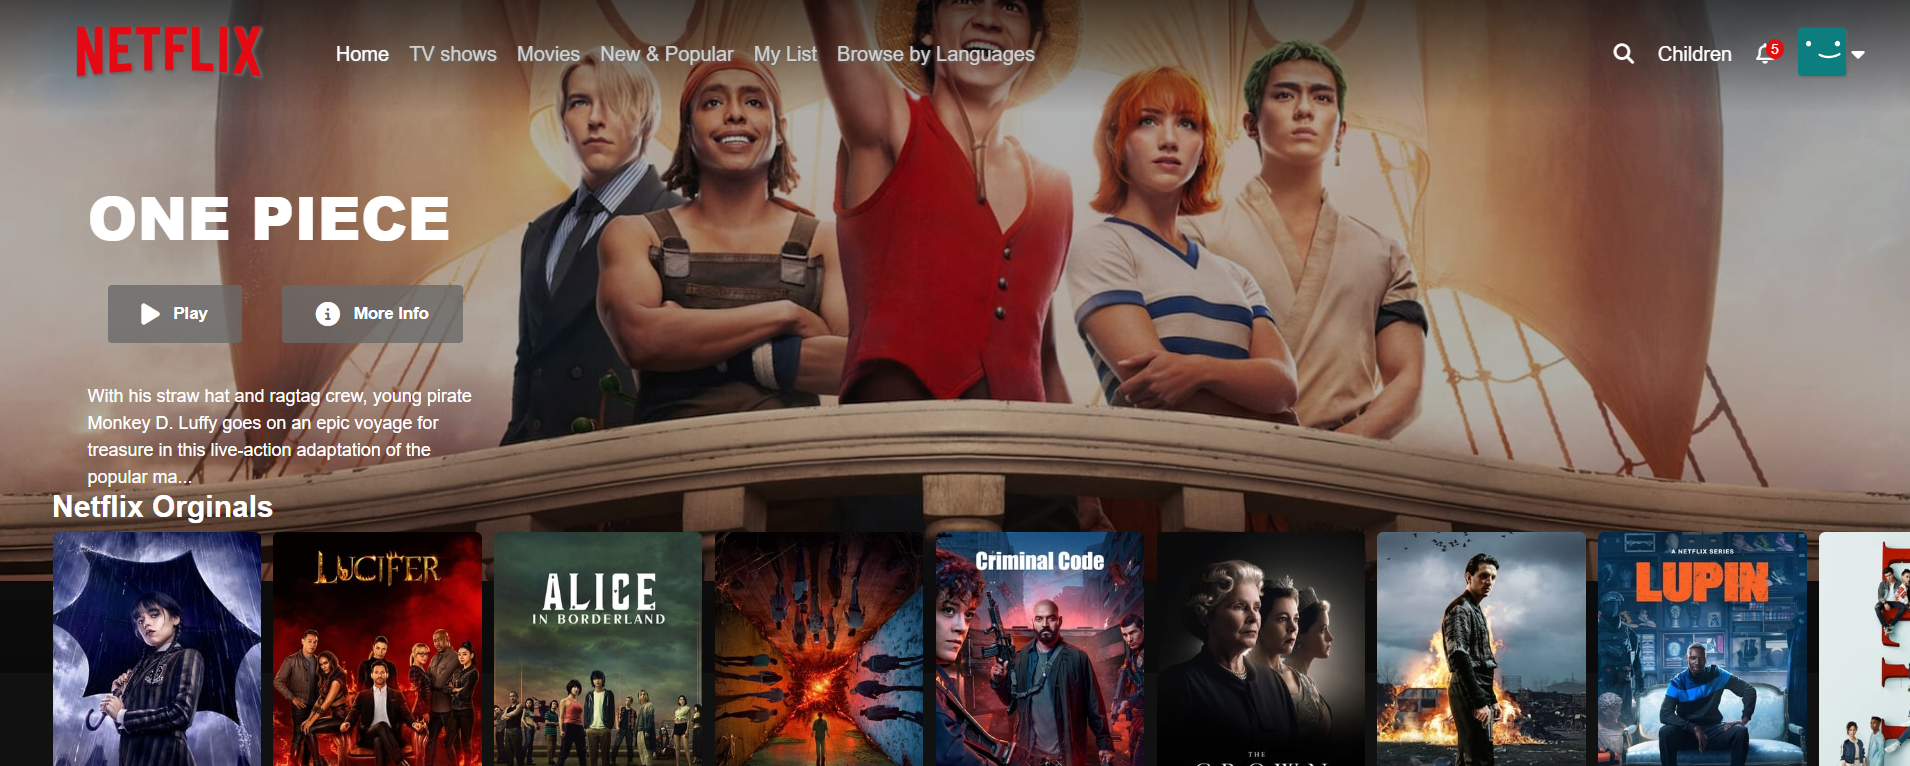 NETFLIX
Home TV shows Movies New & Popular My List Browse by Languages
Children 5
ONE PIECE
Play More Info
With his straw hat and ragtag crew, young pirate
Monkey D. Luffy goes on an epic voyage for
treasure in this live-action adaptation of the
popular ma...
Netflix Orginals
LUCIFER
ALICE
IN BORDERLAND
Criminal Code
THE
CROWN
A NETFLIX SERIES
LUPIN